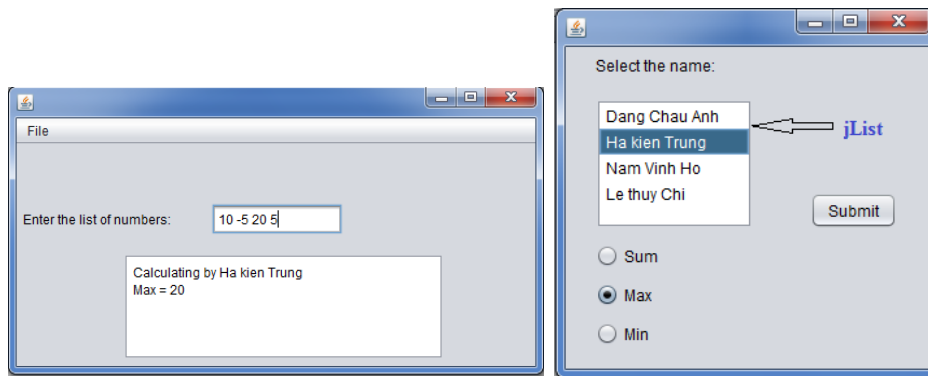 File
Enter the list of numbers:
10 -5 20 5
Calculating by Ha kien Trung
Max = 20
Select the name:
Dang Chau Anh
jList
Ha kien Trung
Nam Vinh Ho
Le thuy Chi
Submit
Sum
Max
Min